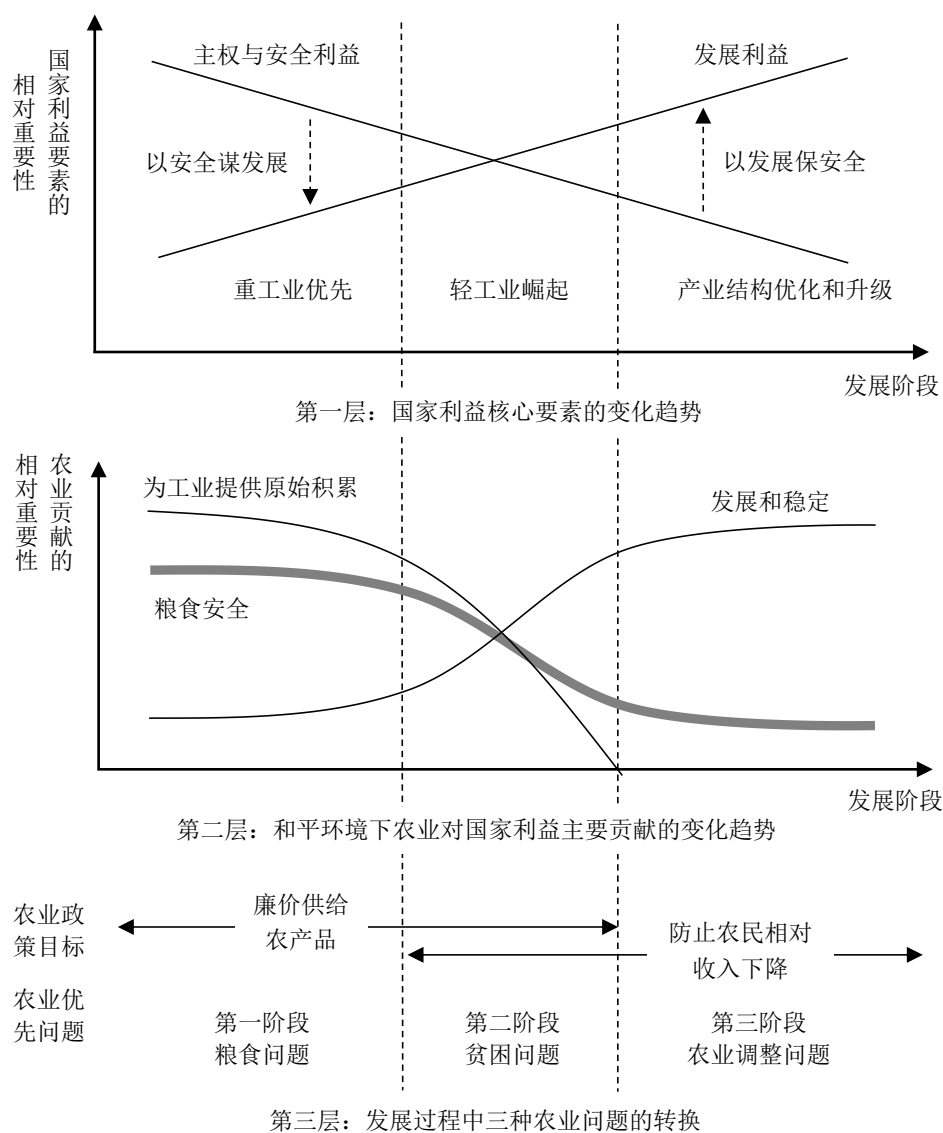 国家利益要素的
相对重要性
主权与安全利益
发展利益
以安全谋发展
以发展保安全
重工业优先
轻工业崛起
产业结构优化和升级
发展阶段
第一层：国家利益核心要素的变化趋势
农业贡献的
相对重要性
为工业提供原始积累
发展和稳定
粮食安全
发展阶段
第二层：和平环境下农业对国家利益主要贡献的变化趋势
农业政
策目标
廉价供给
农产品
防止农民相对
收入下降
农业优
先问题
第一阶段
粮食问题
第二阶段
贫困问题
第三阶段
农业调整问题
第三层：发展过程中三种农业问题的转换